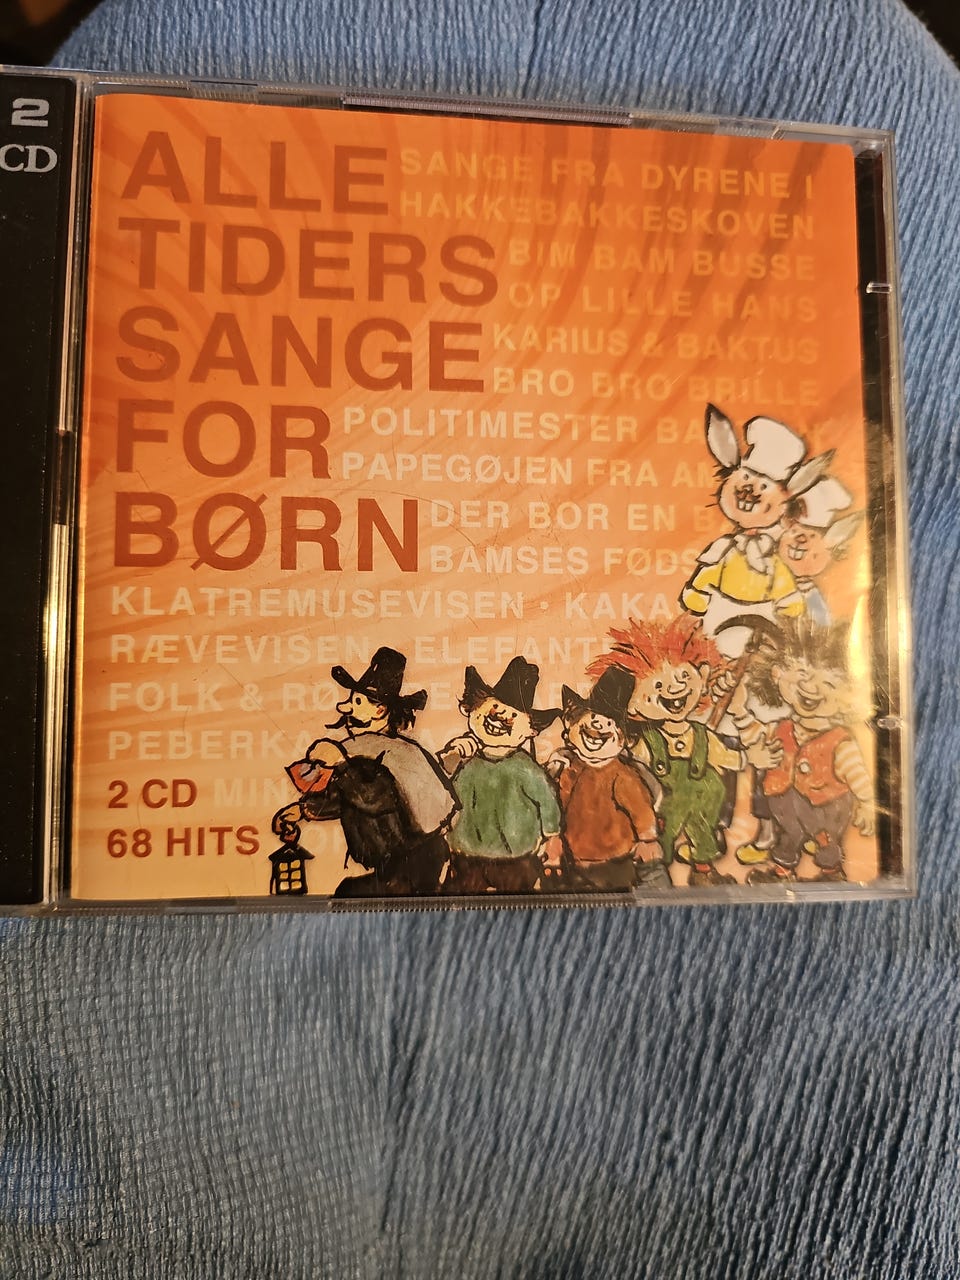 2
CD
ALLE
TIDERS
SANGE
FOR
BØRN
SANGE FRA DYRENE I
HAKKEBAKKESKOVEN
BIM BAM BUSSE
OP LILLE HANS
KARIUS & BAKTUS
BRO BRO BRILLE
POLITIMESTER
PAPEGØJEN FRA
DER BOR EN
BAMSES
KLATREMUSEVISEN •
RÆVEVISEN
FOLK &
2 CD
68 HITS